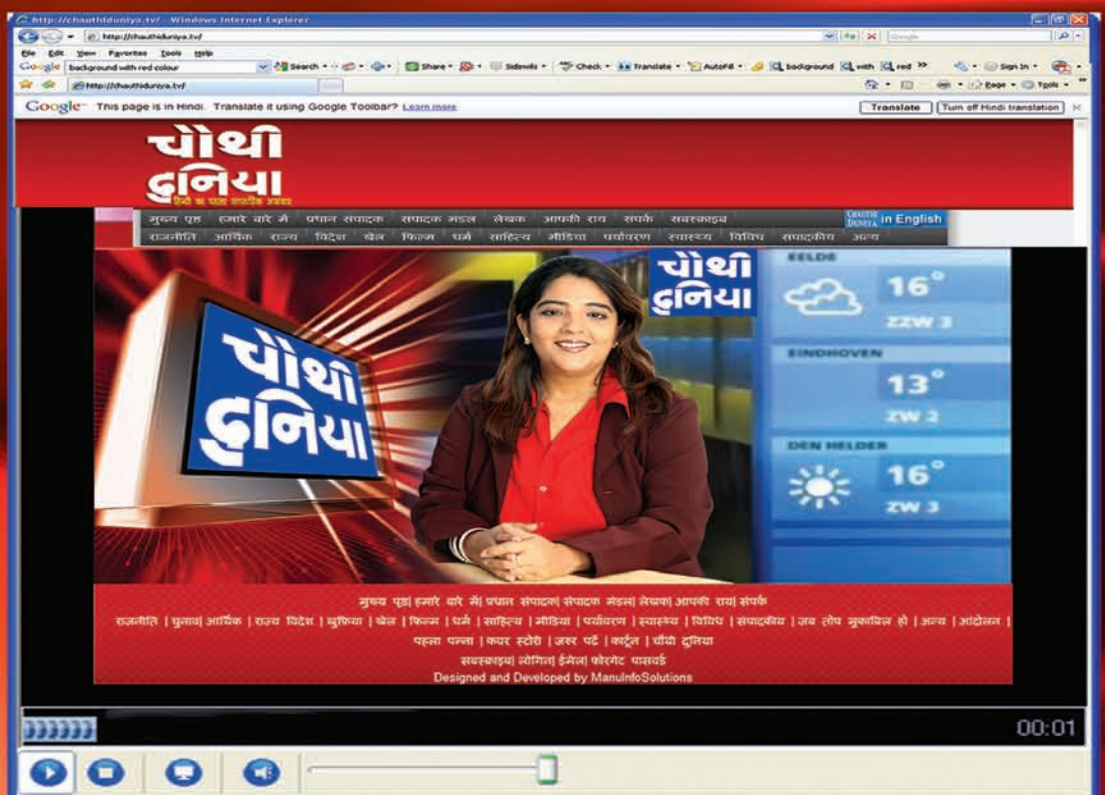 http://chauthiduniya.tv/ - Windows Internet Explorer
http://chauthiduniya.tv/
Google
File Edit View Favorites Tools Help
Google background with red colour Search Share Sidewiki Check Translate AutoFill background with red Sign In
http://chauthiduniya.tv/ Page Tools
Google This page is in Hindi. Translate it using Google Toolbar? Learn more Translate Turn off Hindi translation
चौथी
दुनिया
हिन्दी का पहला साप्ताहिक अखबार
मुख्य पृष्ठ हमारे बारे में प्रधान संपादक संपादक मंडल लेखक आपकी राय संपर्क सबस्क्राइब CHAUTHI DUNIYA in English
राजनीति आर्थिक राज्य विदेश खेल फिल्म धर्म साहित्य मीडिया पर्यावरण स्वास्थ्य विविध संपादकीय अन्य
चौथी
दुनिया
चौथी
दुनिया
EELDE
16°
ZZW 3
EINDHOVEN
13°
ZW 2
DEN HELDER
16°
ZW 3
मुख्य पृष्ठ| हमारे बारे में| प्रधान संपादक| संपादक मंडल| लेखक| आपकी राय| संपर्क
राजनीति | चुनाव| आर्थिक | राज्य विदेश | खुफिया | खेल | फिल्म | धर्म | साहित्य | मीडिया | पर्यावरण | स्वास्थ्य | विविध | संपादकीय | जब तोप मुकाबिल हो | अन्य | आंदोलन |
पहला पन्ना | कवर स्टोरी | जरुर पढें | कार्टून | चौथी दुनिया
सबस्क्राइब| लोगिन| ईमेल| फोरगेट पासवर्ड
Designed and Developed by ManuInfoSolutions
00:01